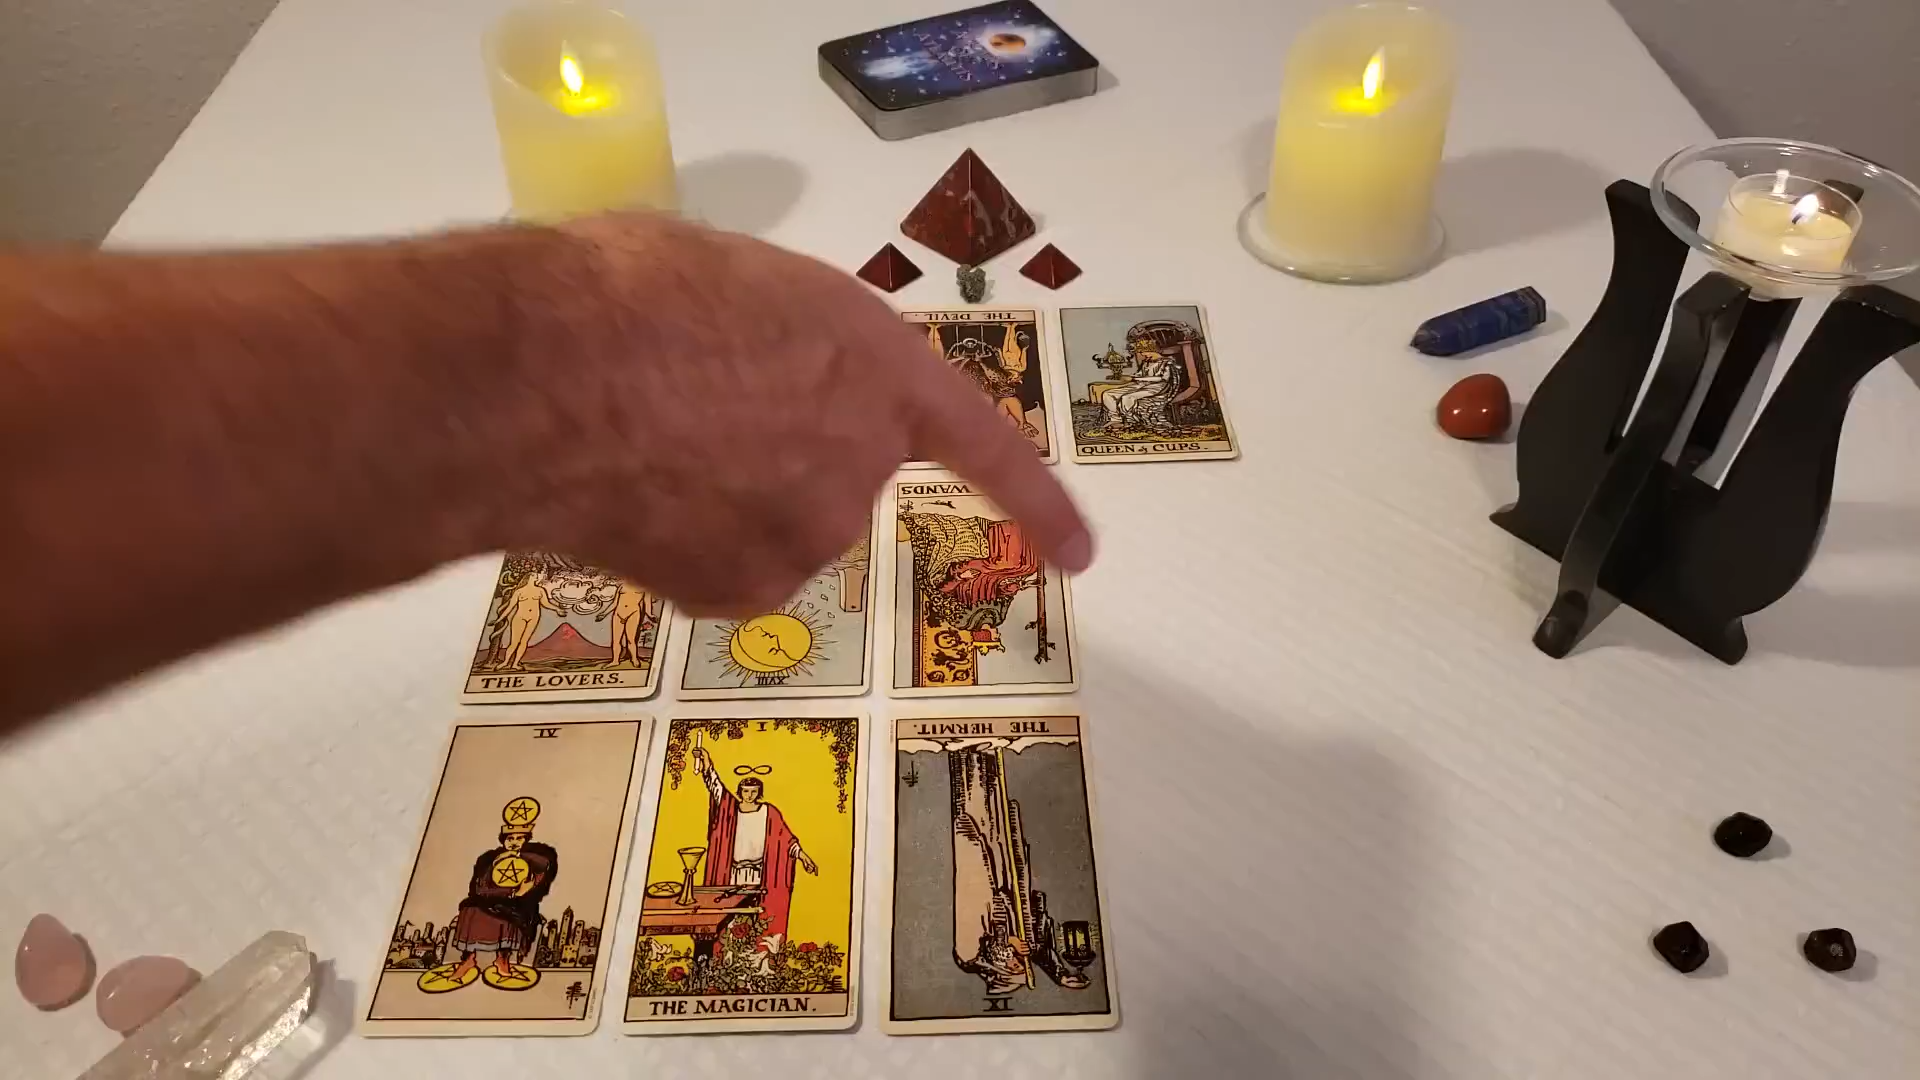 THE DEVIL.
QUEEN of CUPS.
WANDS
THE LOVERS.
XVIII
IV
I
THE HERMIT.
THE MAGICIAN.
IX